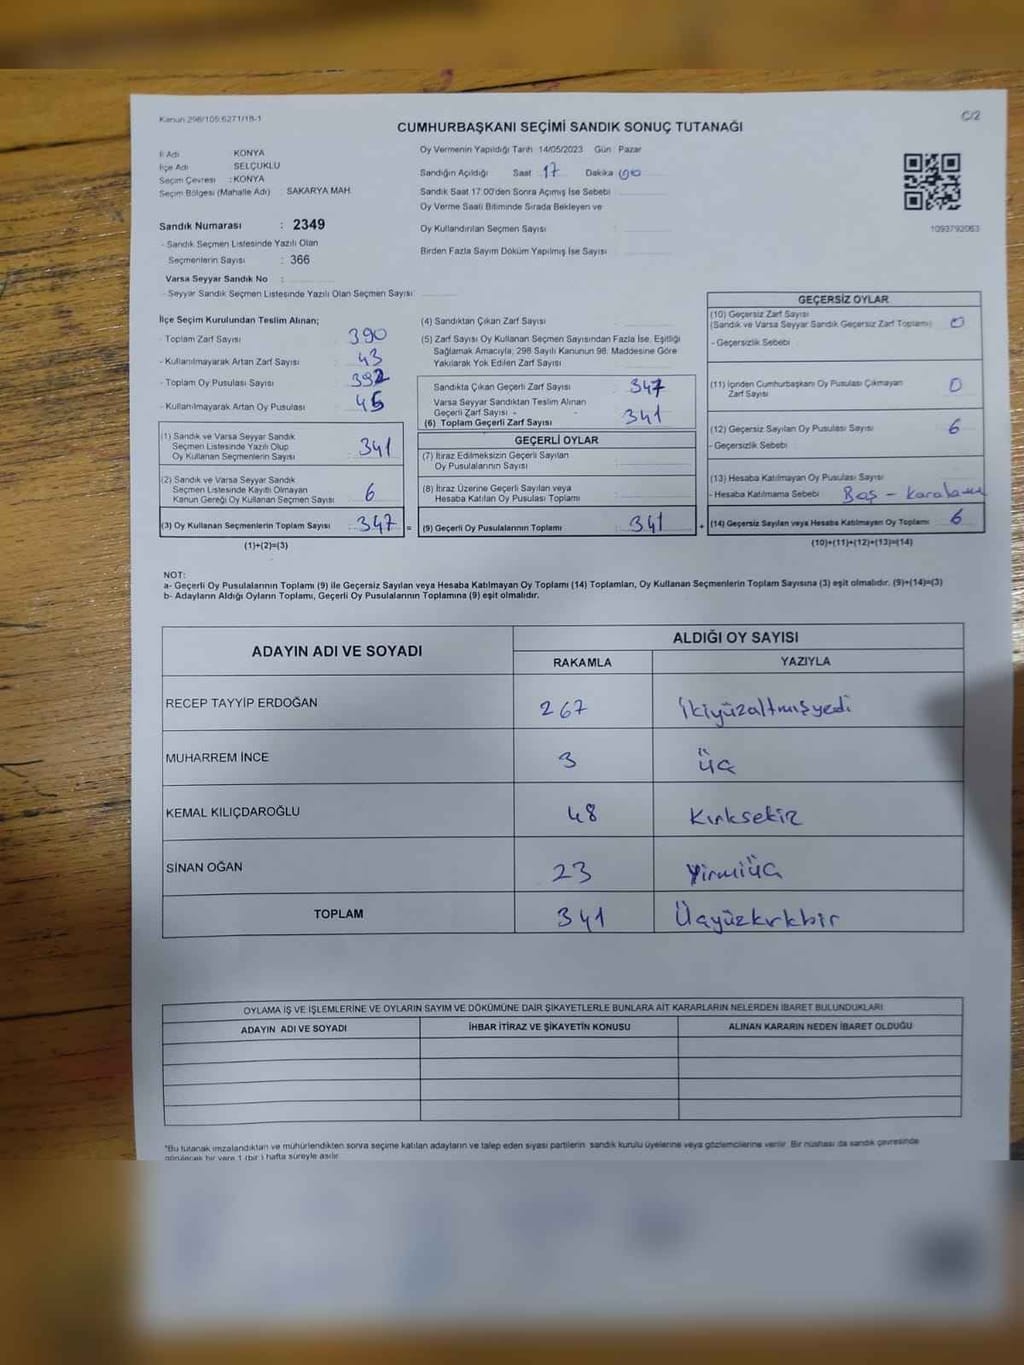 Kanun 298/105:6271/18-1
C/2
CUMHURBAŞKANI SEÇİMİ SANDIK SONUÇ TUTANAĞI
İl Adı KONYA
İlçe Adı SELÇUKLU
Seçim Çevresi : KONYA
Seçim Bölgesi (Mahalle Adı) : SAKARYA MAH.
Sandık Numarası : 2349
- Sandık Seçmen Listesinde Yazılı Olan
Seçmenlerin Sayısı : 366
Varsa Seyyar Sandık No :
- Seyyar Sandık Seçmen Listesinde Yazılı Olan Seçmen Sayısı
Oy Vermenin Yapıldığı Tarih 14/05/2023 Gün : Pazar
Sandığın Açıldığı Saat 17 Dakika 00
Sandık Saat 17:00'den Sonra Açımış İse Sebebi
Oy Verme Saati Bitiminde Sırada Bekleyen ve
Oy Kullandırılan Seçmen Sayısı
Birden Fazla Sayım Döküm Yapılmış İse Sayısı
1093792063
İlçe Seçim Kurulundan Teslim Alınan;
- Toplam Zarf Sayısı 390
- Kullanılmayarak Artan Zarf Sayısı 43
- Toplam Oy Pusulası Sayısı 392
- Kullanılmayarak Artan Oy Pusulası 45
(1) Sandık ve Varsa Seyyar Sandık
Seçmen Listesinde Yazılı Olup
Oy Kullanan Seçmenlerin Sayısı 341
(2) Sandık ve Varsa Seyyar Sandık
Seçmen Listesinde Kayıtlı Olmayan
Kanun Gereği Oy Kullanan Seçmen Sayısı 6
(3) Oy Kullanan Seçmenlerin Toplam Sayısı 347 =
(1)+(2)=(3)
(4) Sandıktan Çıkan Zarf Sayısı
(5) Zarf Sayısı Oy Kullanan Seçmen Sayısından Fazla İse, Eşitliği
Sağlamak Amacıyla, 298 Sayılı Kanunun 98. Maddesine Göre
Yakılarak Yok Edilen Zarf Sayısı
Sandıkta Çıkan Geçerli Zarf Sayısı 347
Varsa Seyyar Sandıktan Teslim Alınan
Geçerli Zarf Sayısı -
(6) Toplam Geçerli Zarf Sayısı 341
GEÇERLİ OYLAR
(7) İtiraz Edilmeksizin Geçerli Sayılan
Oy Pusulalarının Sayısı
(8) İtiraz Üzerine Geçerli Sayılan veya
Hesaba Katılan Oy Pusulası Toplamı
(9) Geçerli Oy Pusulalarının Toplamı 341 +
GEÇERSİZ OYLAR
(10) Geçersiz Zarf Sayısı
(Sandık ve Varsa Seyyar Sandık Geçersiz Zarf Toplamı) 0
- Geçersizlik Sebebi
(11) İçinden Cumhurbaşkanı Oy Pusulası Çıkmayan
Zarf Sayısı 0
(12) Geçersiz Sayılan Oy Pusulası Sayısı 6
- Geçersizlik Sebebi
(13) Hesaba Katılmayan Oy Pusulası Sayısı
- Hesaba Katılmama Sebebi Boş - Karalama
(14) Geçersiz Sayılan veya Hesaba Katılmayan Oy Toplamı 6
(10)+(11)+(12)+(13)=(14)
NOT:
a- Geçerli Oy Pusulalarının Toplamı (9) ile Geçersiz Sayılan veya Hesaba Katılmayan Oy Toplamı (14) Toplamları, Oy Kullanan Seçmenlerin Toplam Sayısına (3) eşit olmalıdır. (9)+(14)=(3)
b- Adayların Aldığı Oyların Toplamı, Geçerli Oy Pusulalarının Toplamına (9) eşit olmalıdır.
ADAYIN ADI VE SOYADI ALDIĞI OY SAYISI
RAKAMLA YAZIYLA
RECEP TAYYİP ERDOĞAN 267 İkiyüzaltmışyedi
MUHARREM İNCE 3 üç
KEMAL KILIÇDAROĞLU 48 Kırksekiz
SİNAN OĞAN 23 Yirmiüç
TOPLAM 341 Üçyüzkırkbir
OYLAMA İŞ VE İŞLEMLERİNE VE OYLARIN SAYIM VE DÖKÜMÜNE DAİR ŞİKAYETLERLE BUNLARA AİT KARARLARIN NELERDEN İBARET BULUNDUKLARI
ADAYIN ADI VE SOYADI İHBAR İTİRAZ VE ŞİKAYETİN KONUSU ALINAN KARARIN NEDEN İBARET OLDUĞU
*Bu tutanak imzalandıktan ve mühürlendikten sonra seçime katılan adayların ve talep eden siyasi partilerin sandık kurulu üyelerine veya gözlemcilerine verilir. Bir nüshası da sandık çevresinde
görülecek bir yere 1 (bir ) hafta süreyle asılır.